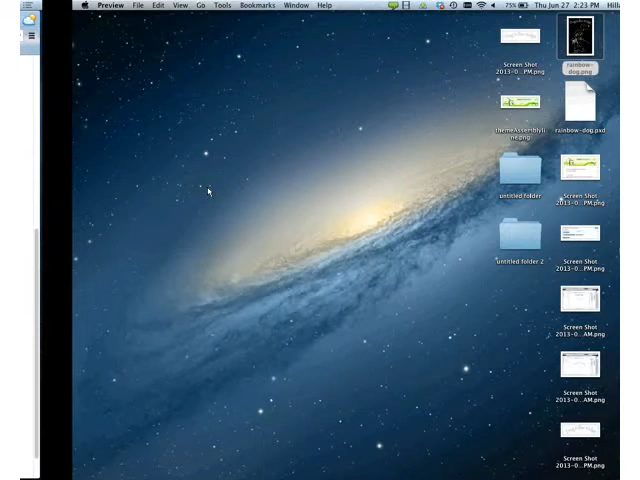 Preview File Edit View Go Tools Bookmarks Window Help 75% Thu Jun 27 2:23 PM Hill
Screen Shot
2013-0...PM.png
rainbow-
dog.png
themeAssemblyli
ne.png
rainbow-dog.pxd
untitled folder
Screen Shot
2013-0...PM.png
untitled folder 2
Screen Shot
2013-0...PM.png
Screen Shot
2013-0...AM.png
Screen Shot
2013-0...AM.png
Screen Shot
2013-0...PM.png